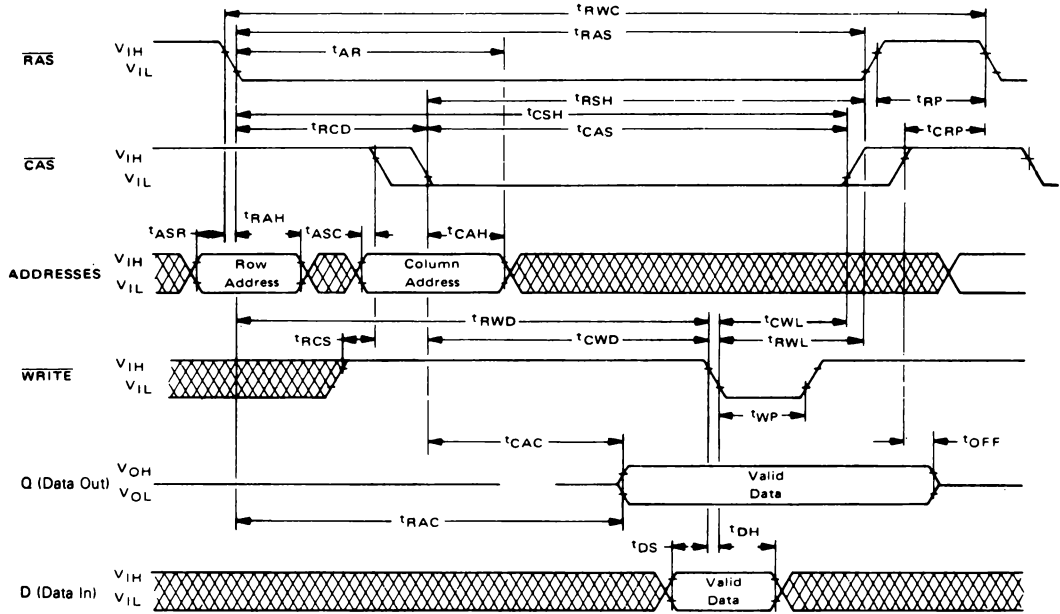 tRWC
tRAS
tAR
RAS
VIH
VIL
tRSH
tRP
tCSH
tRCD
tCAS
tCRP
CAS
VIH
VIL
tRAH
tASR
tASC
tCAH
ADDRESSES
VIH
VIL
Row
Address
Column
Address
tRWD
tCWL
tRCS
tCWD
tRWL
WRITE
VIH
VIL
tWP
tCAC
tOFF
Q (Data Out)
VOH
VOL
Valid
Data
tRAC
tDS
tDH
D (Data In)
VIH
VIL
Valid
Data